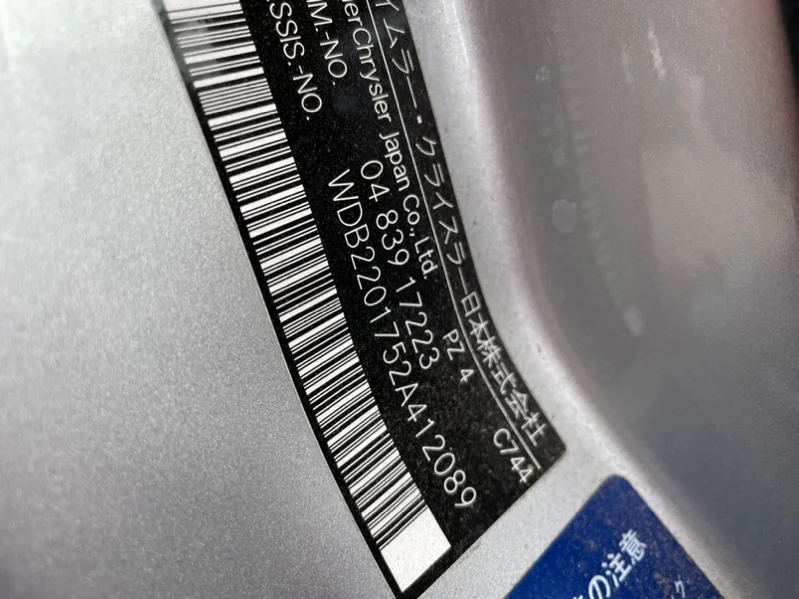 イムラー・クライスラー日本株式会社
erChrysler Japan Co., Ltd.
PZ 4 C744
M.-NO. 04 839 17223
SSIS.-NO. WDB2201752A412089
の注意